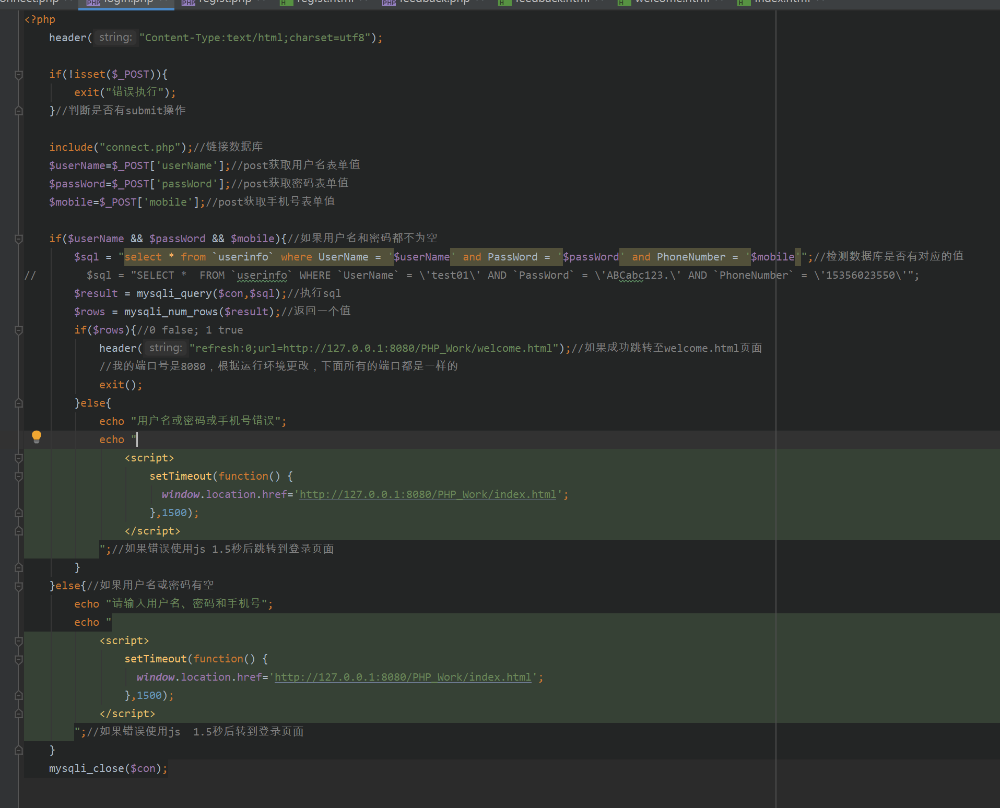 onnect.php login.php regist.php regist.html feedback.php feedback.html welcome.html index.html
<?php
header( string: "Content-Type:text/html;charset=utf8");
if(!isset($_POST)){
exit("错误执行");
}//判断是否有submit操作
include("connect.php");//链接数据库
$userName=$_POST['userName'];//post获取用户名表单值
$passWord=$_POST['passWord'];//post获取密码表单值
$mobile=$_POST['mobile'];//post获取手机号表单值
if($userName && $passWord && $mobile){//如果用户名和密码都不为空
$sql = "select * from `userinfo` where UserName = '$userName' and PassWord = '$passWord' and PhoneNumber = '$mobile'";//检测数据库是否有对应的值
// $sql = "SELECT *  FROM `userinfo` WHERE `UserName` = \'test01\' AND `PassWord` = \'ABCabc123.\' AND `PhoneNumber` = \'15356023550\'";
$result = mysqli_query($con,$sql);//执行sql
$rows = mysqli_num_rows($result);//返回一个值
if($rows){//0 false; 1 true
header( string: "refresh:0;url=http://127.0.0.1:8080/PHP_Work/welcome.html");//如果成功跳转至welcome.html页面
//我的端口号是8080，根据运行环境更改，下面所有的端口都是一样的
exit();
}else{
echo "用户名或密码或手机号错误";
echo "
<script>
setTimeout(function() {
window.location.href='http://127.0.0.1:8080/PHP_Work/index.html';
},1500);
</script>
";//如果错误使用js 1.5秒后跳转到登录页面
}
}else{//如果用户名或密码有空
echo "请输入用户名、密码和手机号";
echo "
<script>
setTimeout(function() {
window.location.href='http://127.0.0.1:8080/PHP_Work/index.html';
},1500);
</script>
";//如果错误使用js  1.5秒后转到登录页面
}
mysqli_close($con);